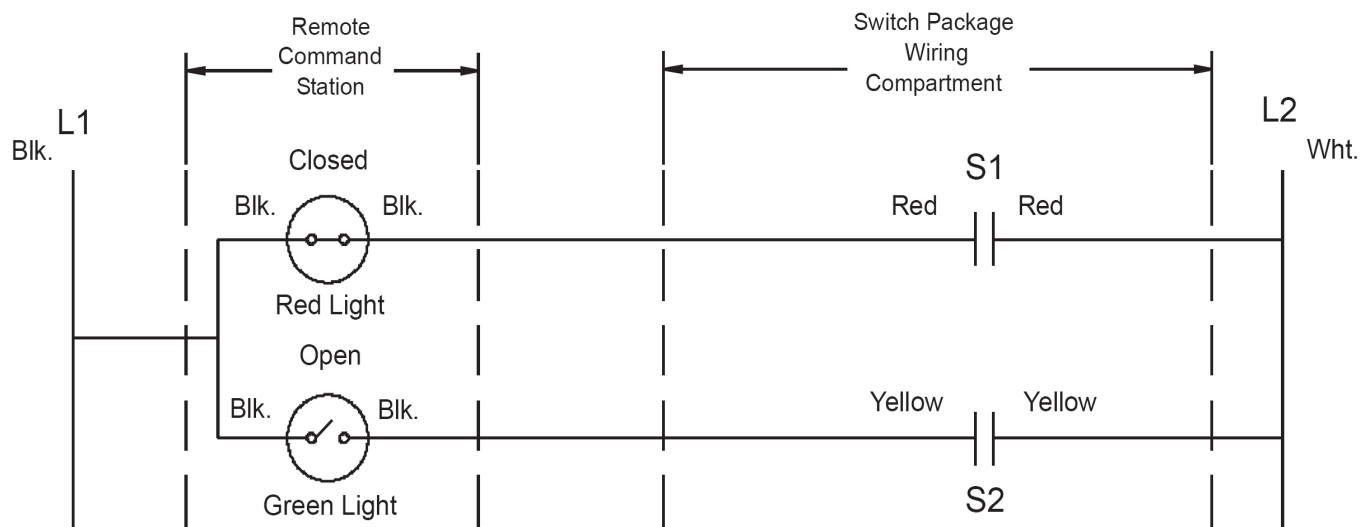 Remote
Command
Station
Switch Package
Wiring
Compartment
L1
Blk.
L2
Wht.
Closed
Blk.
Blk.
Red Light
S1
Red
Red
Open
Blk.
Blk.
Green Light
Yellow
Yellow
S2